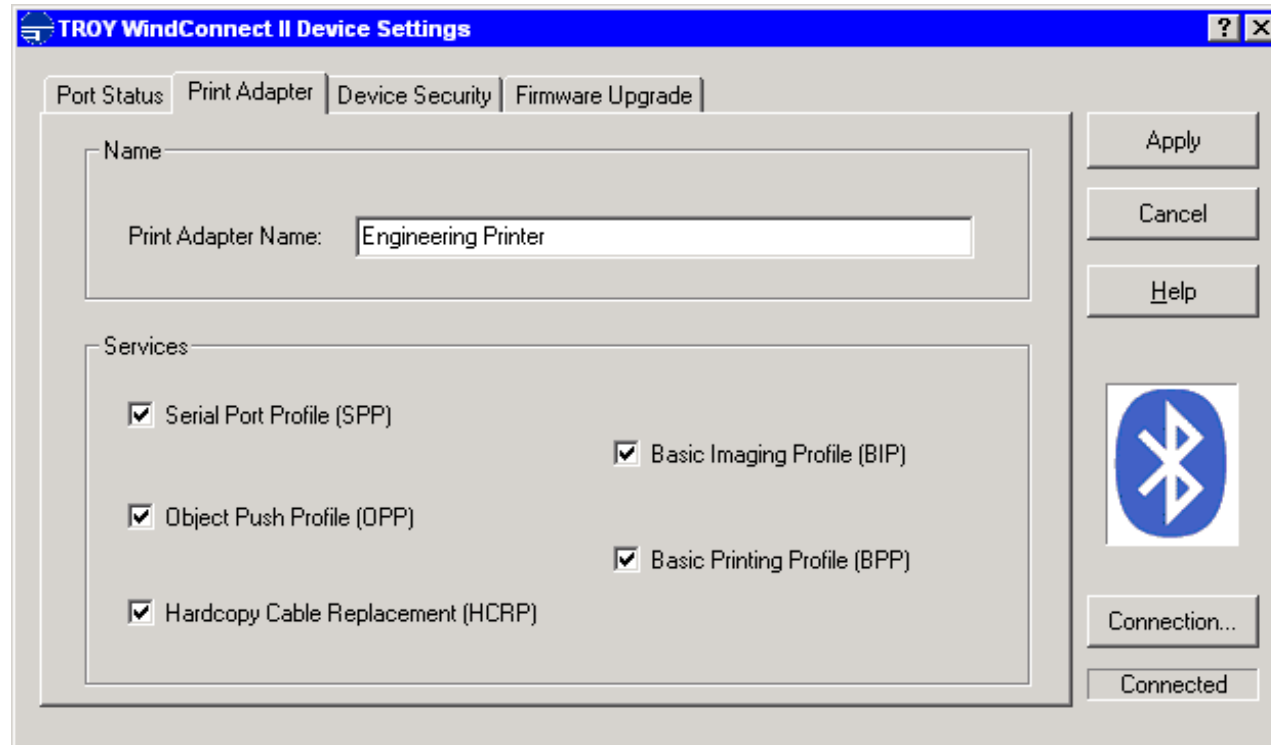 TROY WindConnect II Device Settings
Port Status Print Adapter Device Security Firmware Upgrade
Name
Print Adapter Name: Engineering Printer
Services
Serial Port Profile (SPP)
Basic Imaging Profile (BIP)
Object Push Profile (OPP)
Basic Printing Profile (BPP)
Hardcopy Cable Replacement (HCRP)
Apply
Cancel
Help
Connection...
Connected